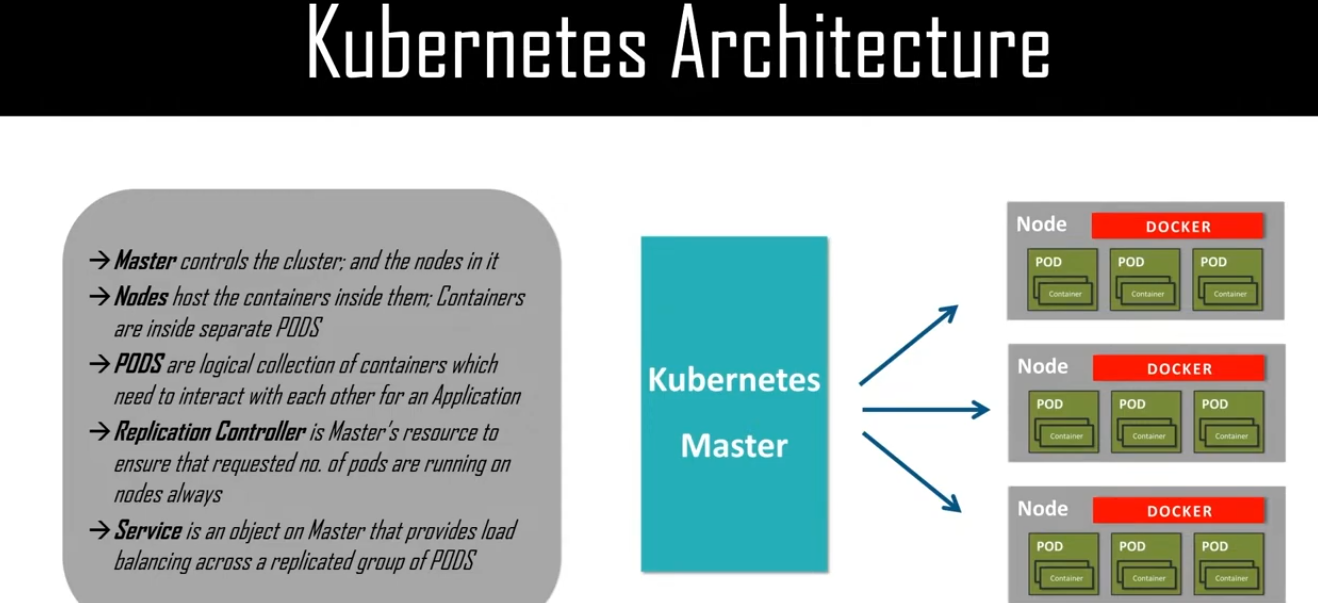 Kubernetes Architecture
→ Master controls the cluster; and the nodes in it
→ Nodes host the containers inside them; Containers
are inside separate PODS
→ PODS are logical collection of containers which
need to interact with each other for an Application
→ Replication Controller is Master's resource to
ensure that requested no. of pods are running on
nodes always
→ Service is an object on Master that provides load
balancing across a replicated group of PODS
Kubernetes
Master
Node DOCKER
POD POD POD
Container Container Container
Node DOCKER
POD POD POD
Container Container Container
Node DOCKER
POD POD POD
Container Container Container